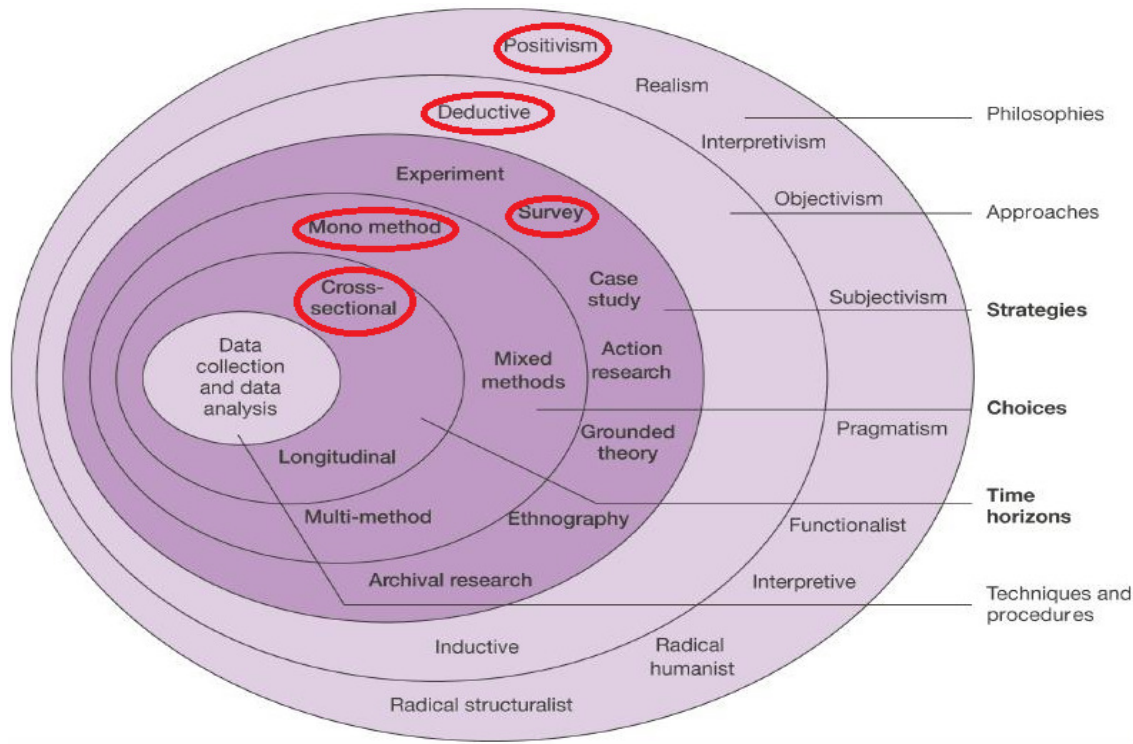 Positivism
Realism
Philosophies
Deductive
Interpretivism
Experiment
Objectivism
Survey
Approaches
Mono method
Case
study
Cross-
sectional
Subjectivism
Strategies
Data
collection
and data
analysis
Mixed
methods
Action
research
Choices
Pragmatism
Grounded
theory
Longitudinal
Time
horizons
Multi-method
Ethnography
Functionalist
Archival research
Interpretive
Techniques and
procedures
Inductive
Radical
humanist
Radical structuralist